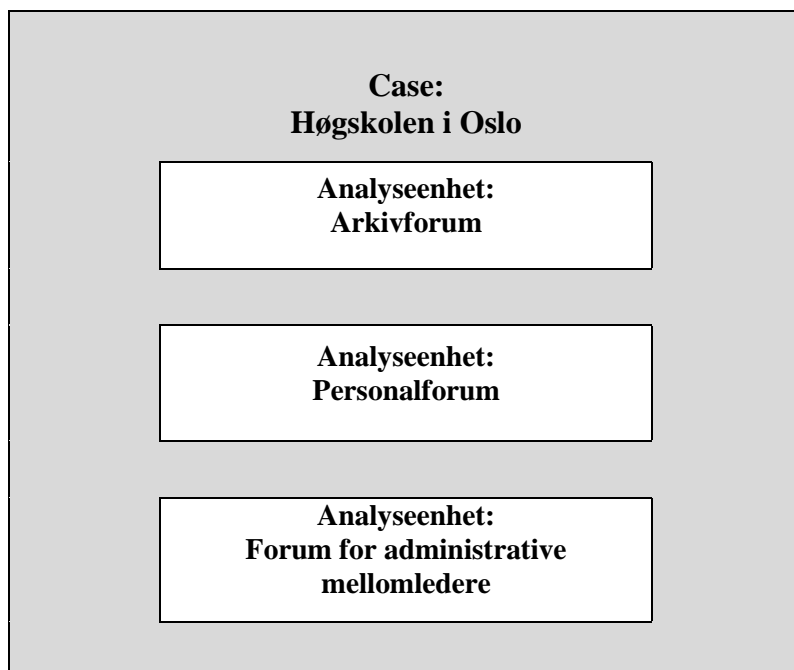 Case:
Høgskolen i Oslo
Analyseenhet:
Arkivforum
Analyseenhet:
Personalforum
Analyseenhet:
Forum for administrative
mellomledere